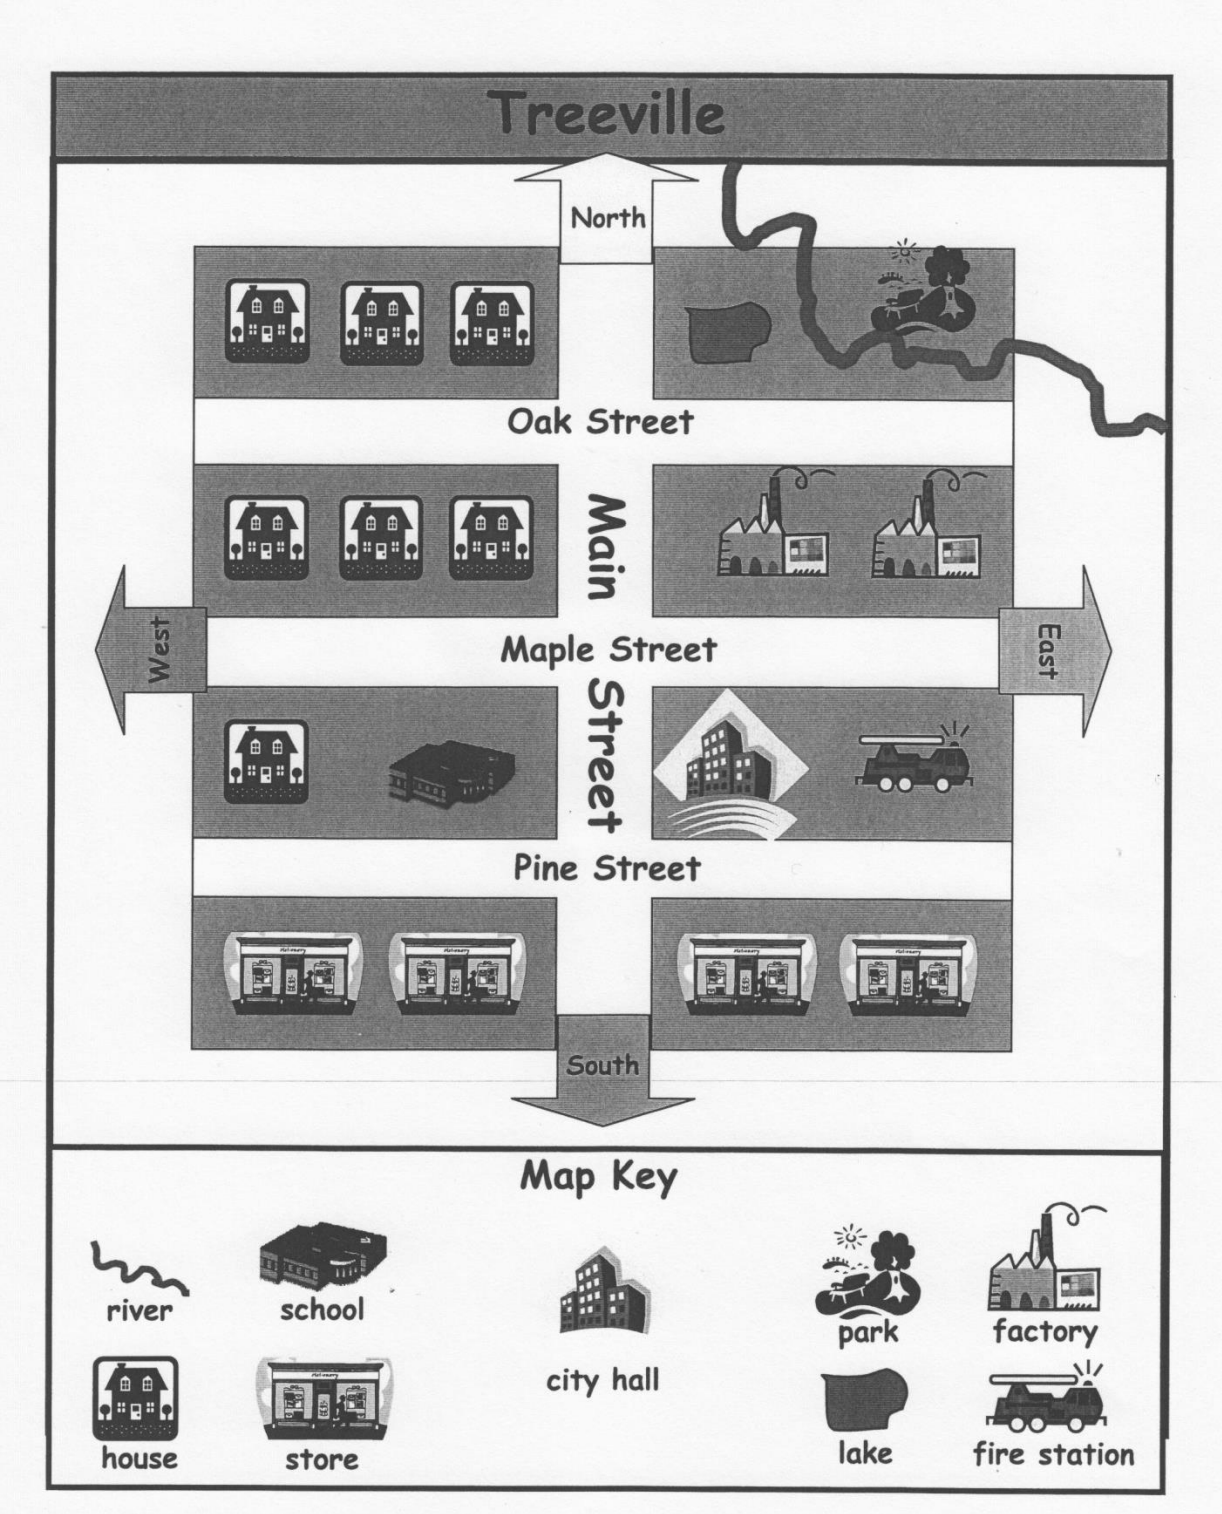 Treeville
North
Oak Street
Main Street
West
Maple Street
East
Pine Street
South
Map Key
river
school
city hall
park
factory
house
store
lake
fire station